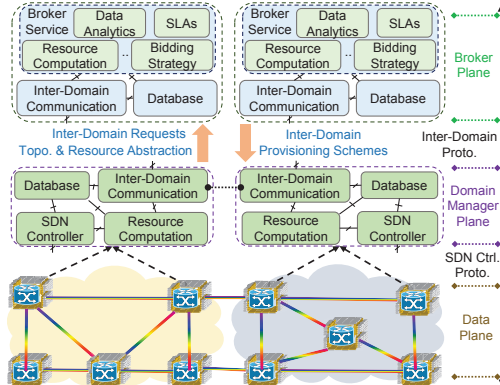 Broker
Service
Data
Analytics
SLAs
Resource
Computation
..
Bidding
Strategy
Inter-Domain
Communication
Database
Broker
Service
Data
Analytics
SLAs
Resource
Computation
..
Bidding
Strategy
Inter-Domain
Communication
Database
Broker
Plane
Inter-Domain Requests
Topo. & Resource Abstraction
Inter-Domain
Provisioning Schemes
Inter-Domain
Proto.
Database
Inter-Domain
Communication
SDN
Controller
Resource
Computation
Inter-Domain
Communication
Database
Resource
Computation
SDN
Controller
Domain
Manager
Plane
SDN Ctrl.
Proto.
Data
Plane